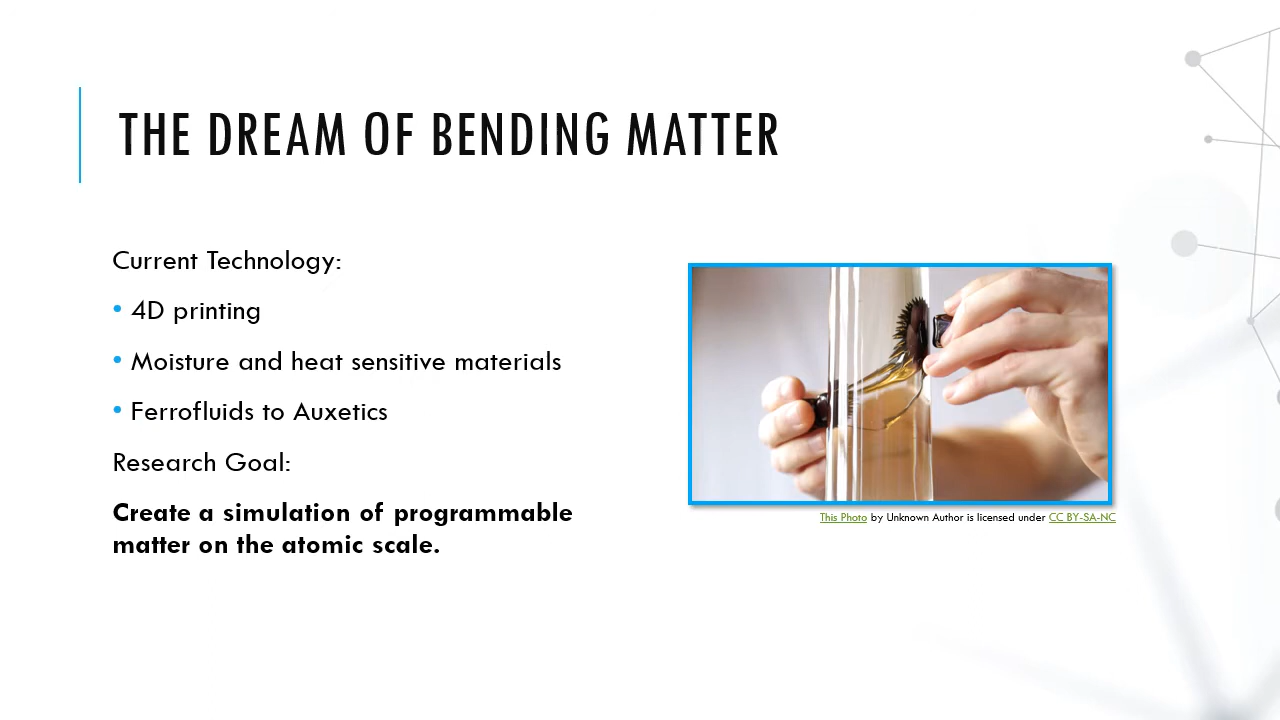 THE DREAM OF BENDING MATTER
Current Technology:
• 4D printing
• Moisture and heat sensitive materials
• Ferrofluids to Auxetics
Research Goal:
Create a simulation of programmable
matter on the atomic scale.
This Photo by Unknown Author is licensed under CC BY-SA-NC